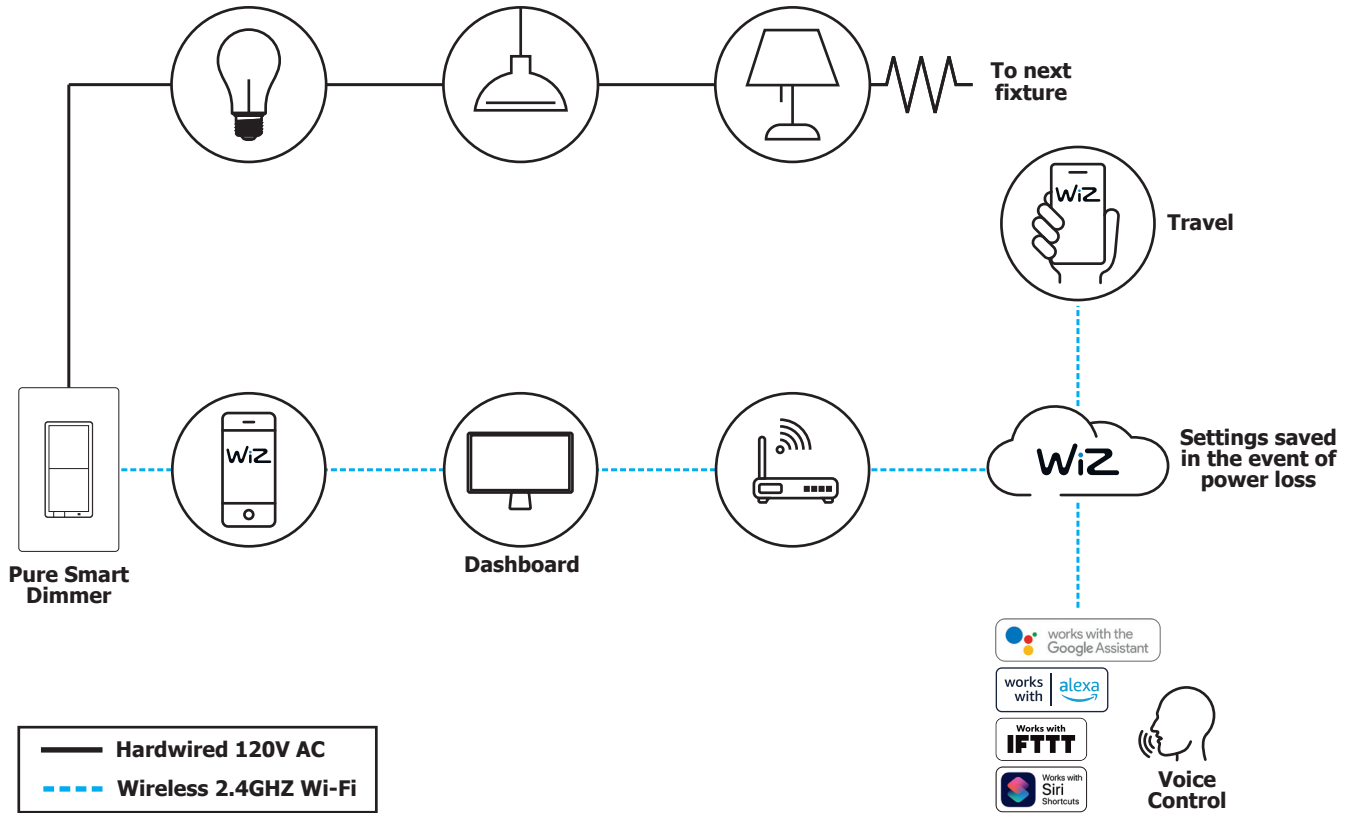 To next
fixture
WiZ
Travel
WiZ
WiZ
Settings saved
in the event of
power loss
Dashboard
Pure Smart
Dimmer
works with the
Google Assistant
works
with
alexa
Works with
IFTTT
Works with
Siri
Shortcuts
Voice
Control
Hardwired 120V AC
Wireless 2.4GHZ Wi-Fi